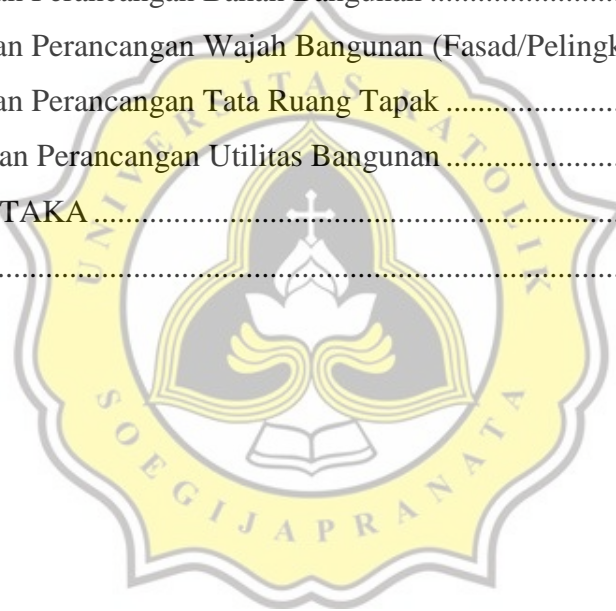 an Perancangan Bahan Bangunan ........................
an Perancangan Wajah Bangunan (Fasad/Pelingk
an Perancangan Tata Ruang Tapak ........................
an Perancangan Utilitas Bangunan ........................
TAKA ........................................................................
........................................................................
UNIVERSITAS KATOLIK
SOEGIJAPRANATA